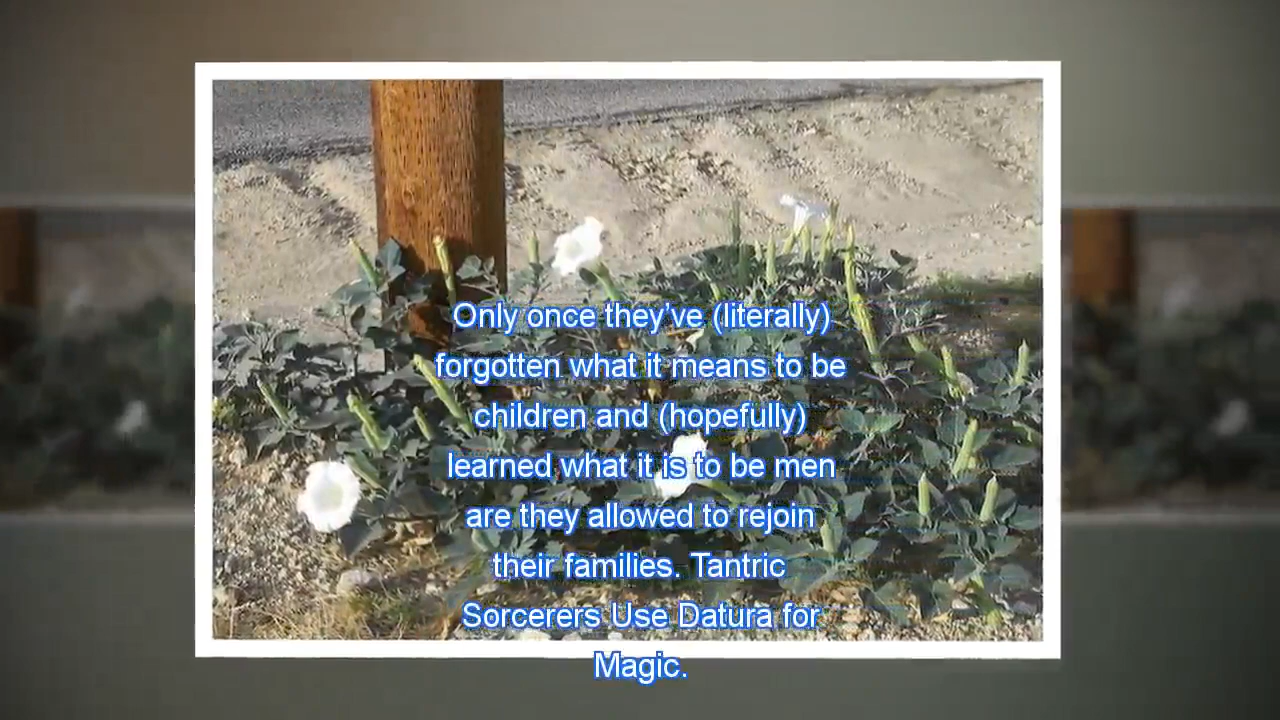 Only once they've (literally)
forgotten what it means to be
children and (hopefully)
learned what it is to be men
are they allowed to rejoin
their families. Tantric
Sorcerers Use Datura for
Magic.